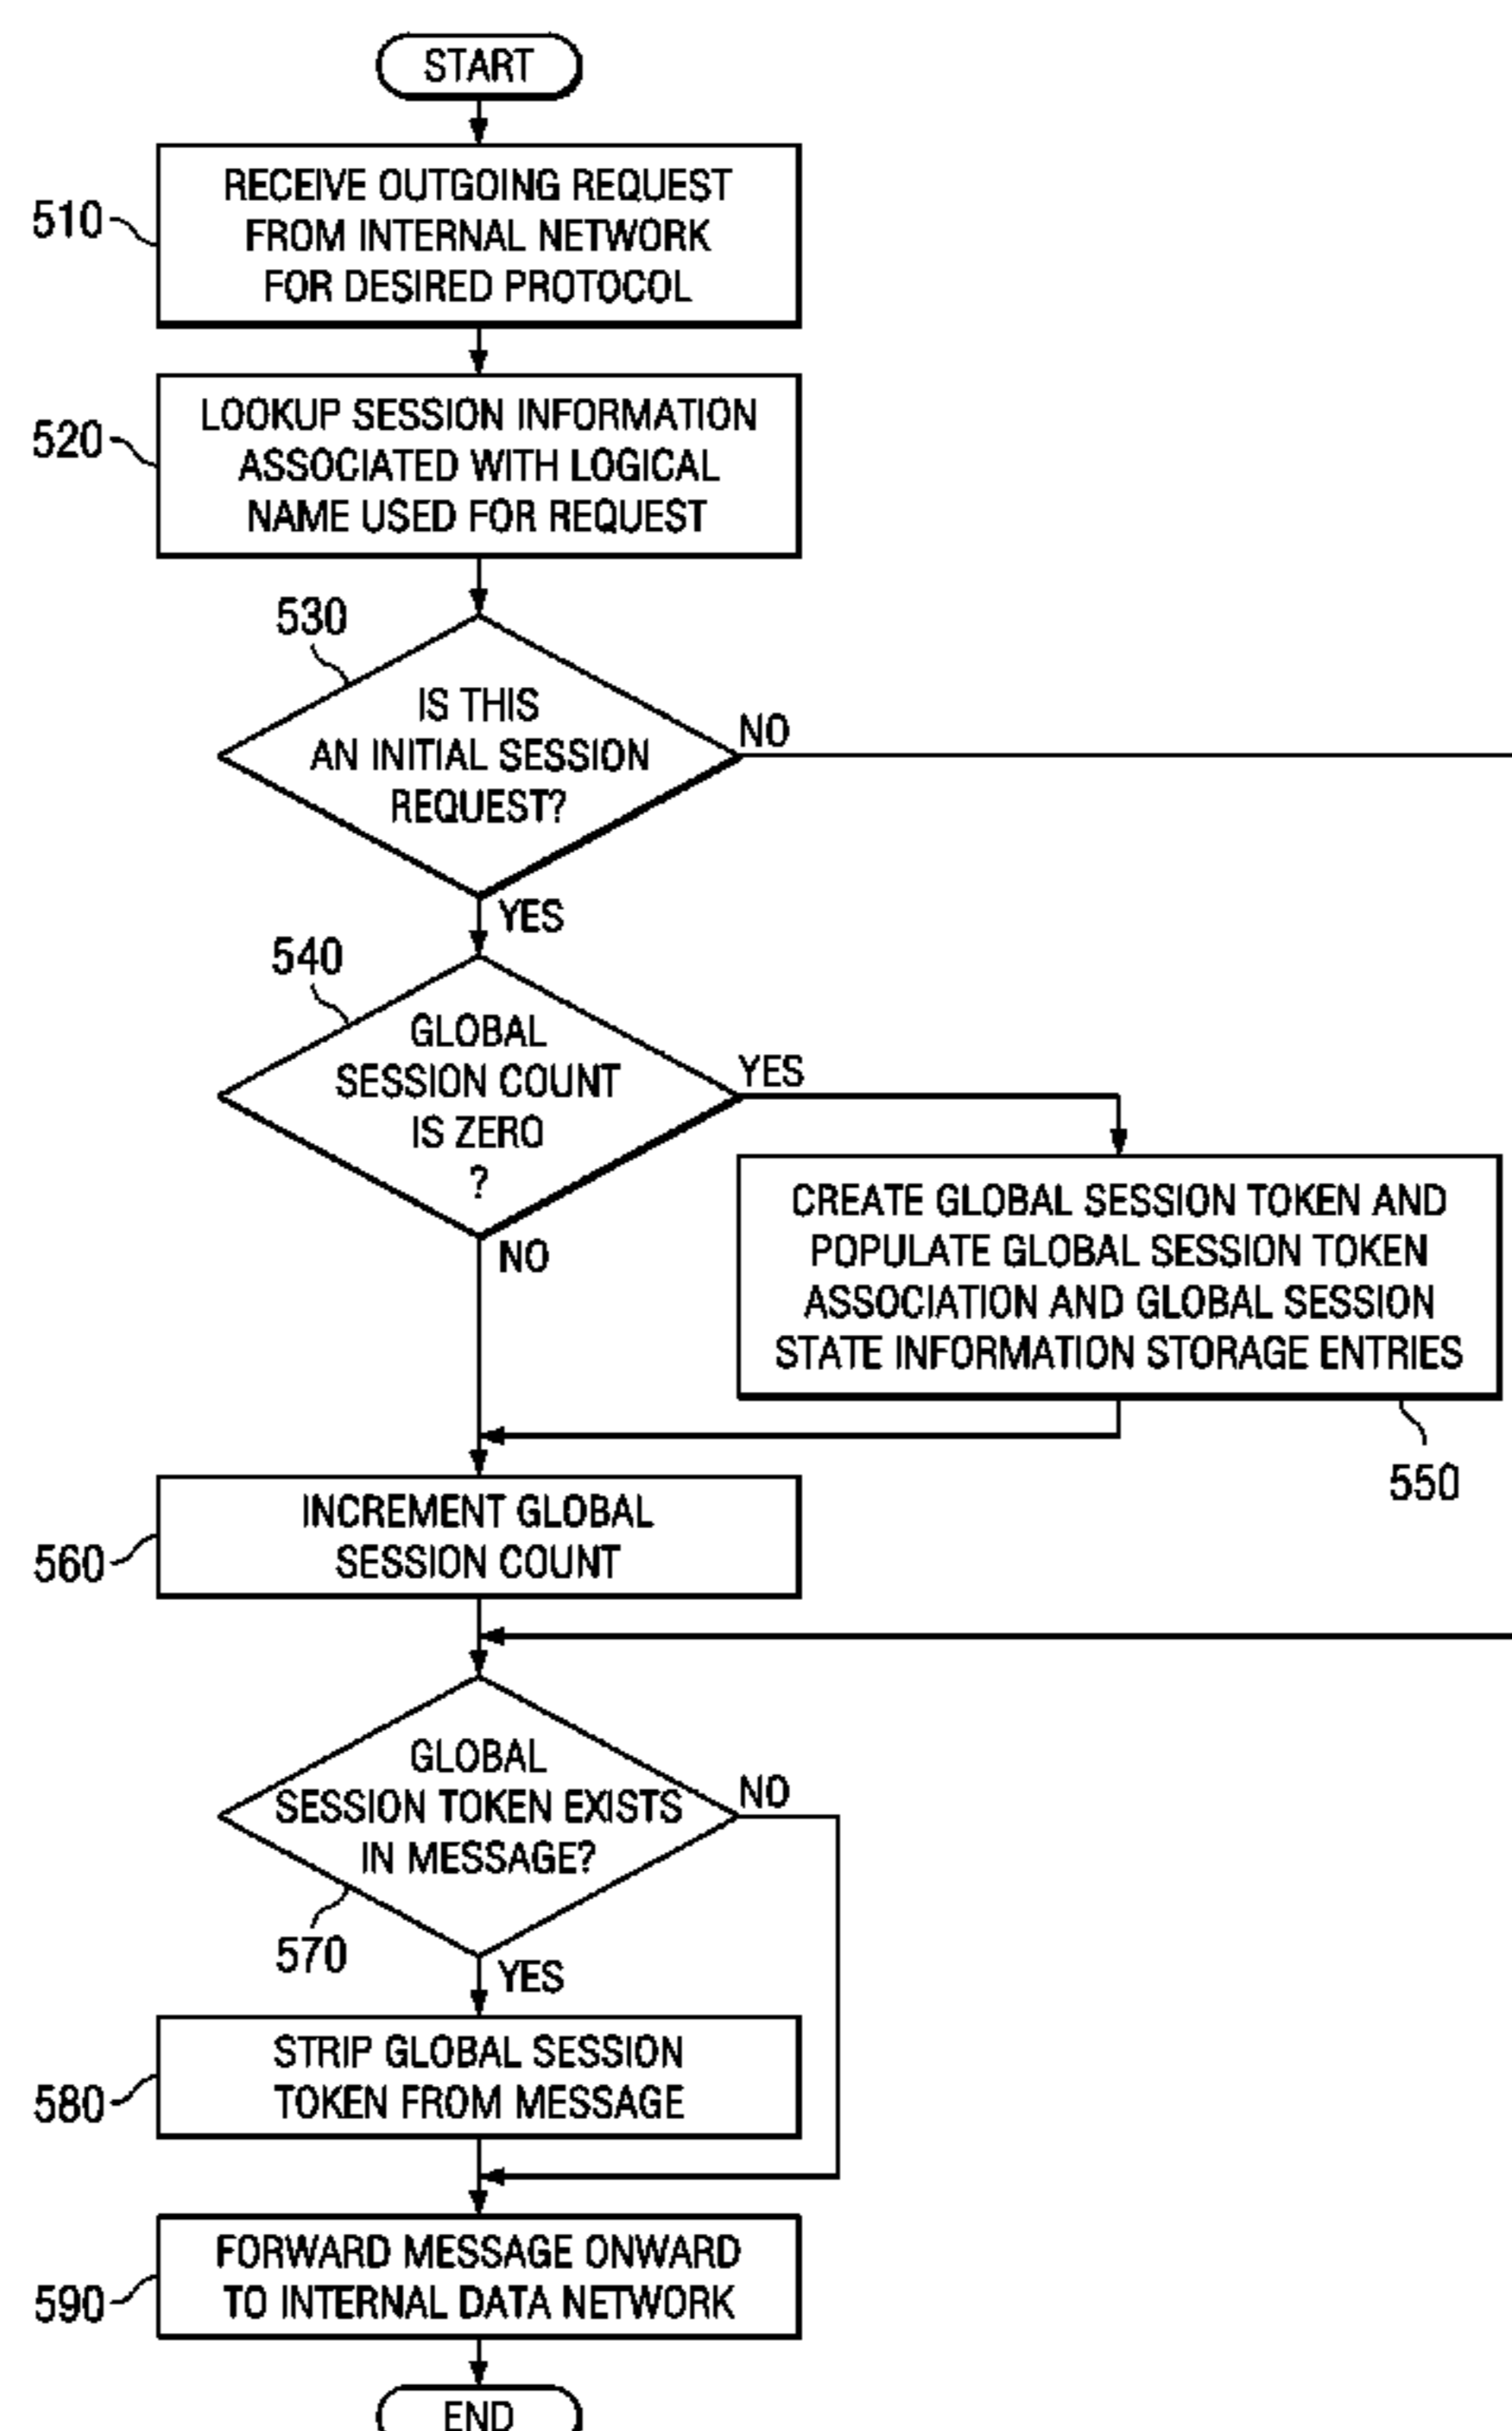 START
510
RECEIVE OUTGOING REQUEST
FROM INTERNAL NETWORK
FOR DESIRED PROTOCOL
520
LOOKUP SESSION INFORMATION
ASSOCIATED WITH LOGICAL
NAME USED FOR REQUEST
530
IS THIS
AN INITIAL SESSION
REQUEST?
NO
YES
540
GLOBAL
SESSION COUNT
IS ZERO
?
YES
NO
CREATE GLOBAL SESSION TOKEN AND
POPULATE GLOBAL SESSION TOKEN
ASSOCIATION AND GLOBAL SESSION
STATE INFORMATION STORAGE ENTRIES
550
560
INCREMENT GLOBAL
SESSION COUNT
GLOBAL
SESSION TOKEN EXISTS
IN MESSAGE?
NO
570
YES
580
STRIP GLOBAL SESSION
TOKEN FROM MESSAGE
590
FORWARD MESSAGE ONWARD
TO INTERNAL DATA NETWORK
END